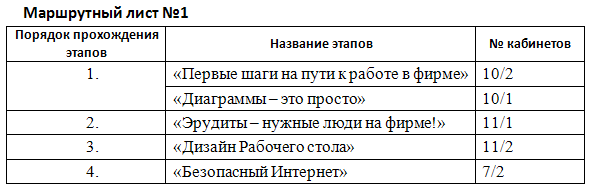 Маршрутный лист №1
Порядок прохождения этапов Название этапов № кабинетов
1. «Первые шаги на пути к работе в фирме» 10/2
«Диаграммы – это просто» 10/1
2. «Эрудиты – нужные люди на фирме!» 11/1
3. «Дизайн Рабочего стола» 11/2
4. «Безопасный Интернет» 7/2